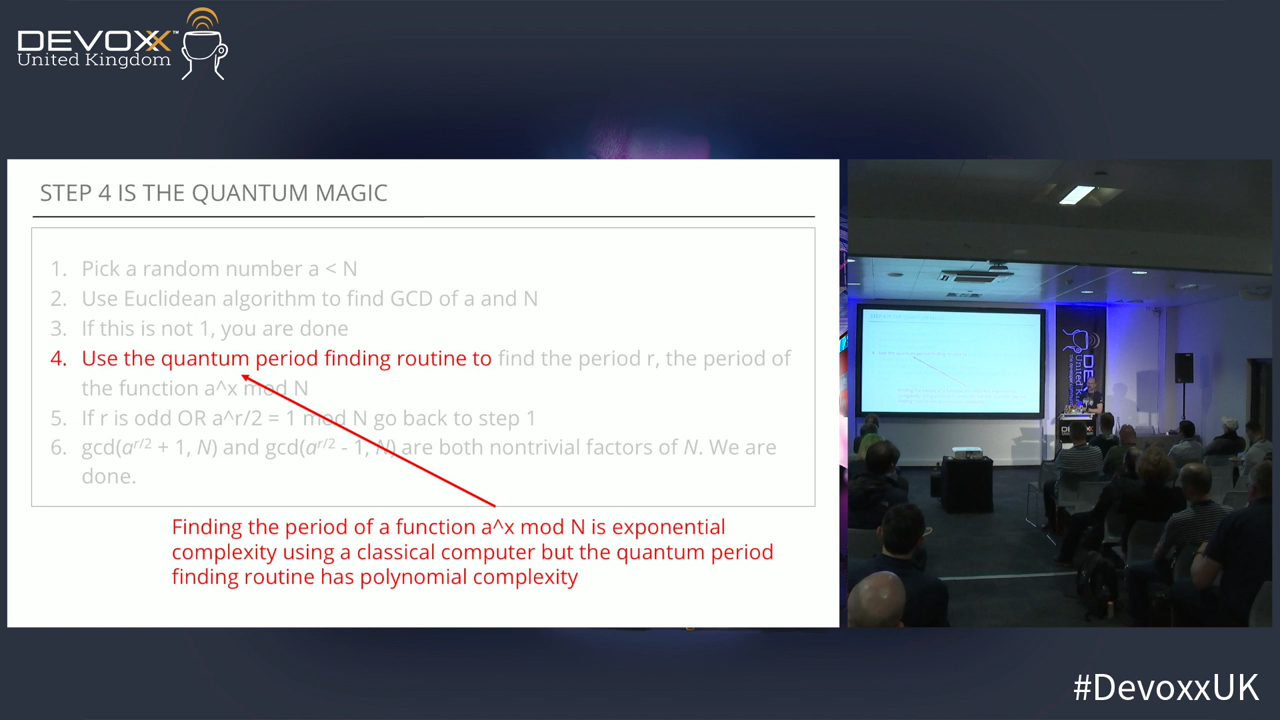 DEVOXX™
United Kingdom
STEP 4 IS THE QUANTUM MAGIC
1. Pick a random number a < N
2. Use Euclidean algorithm to find GCD of a and N
3. If this is not 1, you are done
4. Use the quantum period finding routine to find the period r, the period of
the function a^x mod N
5. If r is odd OR a^r/2 = 1 mod N go back to step 1
6. gcd(a^r/2 + 1, N) and gcd(a^r/2 - 1, N) are both nontrivial factors of N. We are
done.
Finding the period of a function a^x mod N is exponential
complexity using a classical computer but the quantum period
finding routine has polynomial complexity
#DevoxxUK